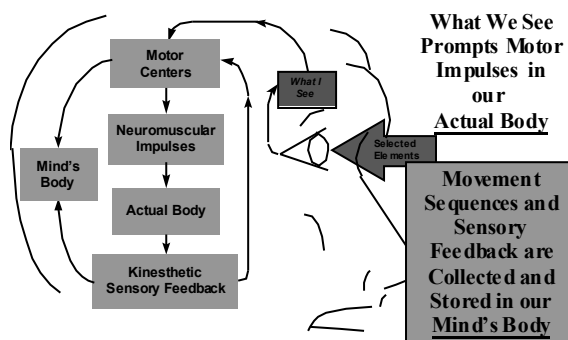 Motor
Centers
Neuromuscular
Impulses
Mind's
Body
Actual Body
Kinesthetic
Sensory Feedback
What I
See
Selected
Elements
What We See
Prompts Motor
Impulses in
our
Actual Body
Movement
Sequences and
Sensory
Feedback are
Collected and
Stored in our
Mind's Body